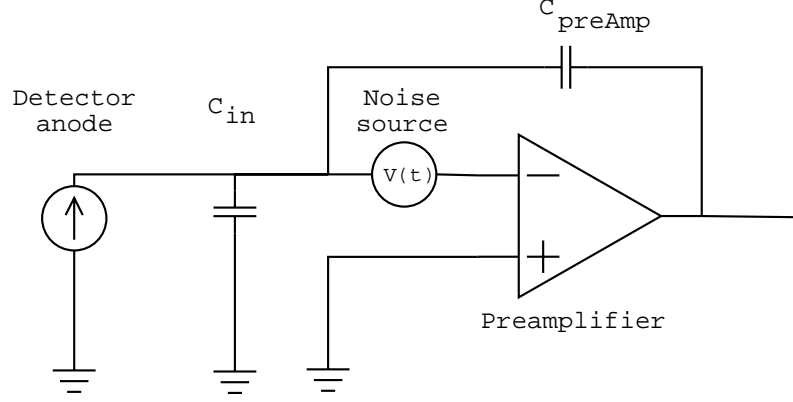 C preAmp
Detector
anode
C in
Noise
source
V(t)
Preamplifier